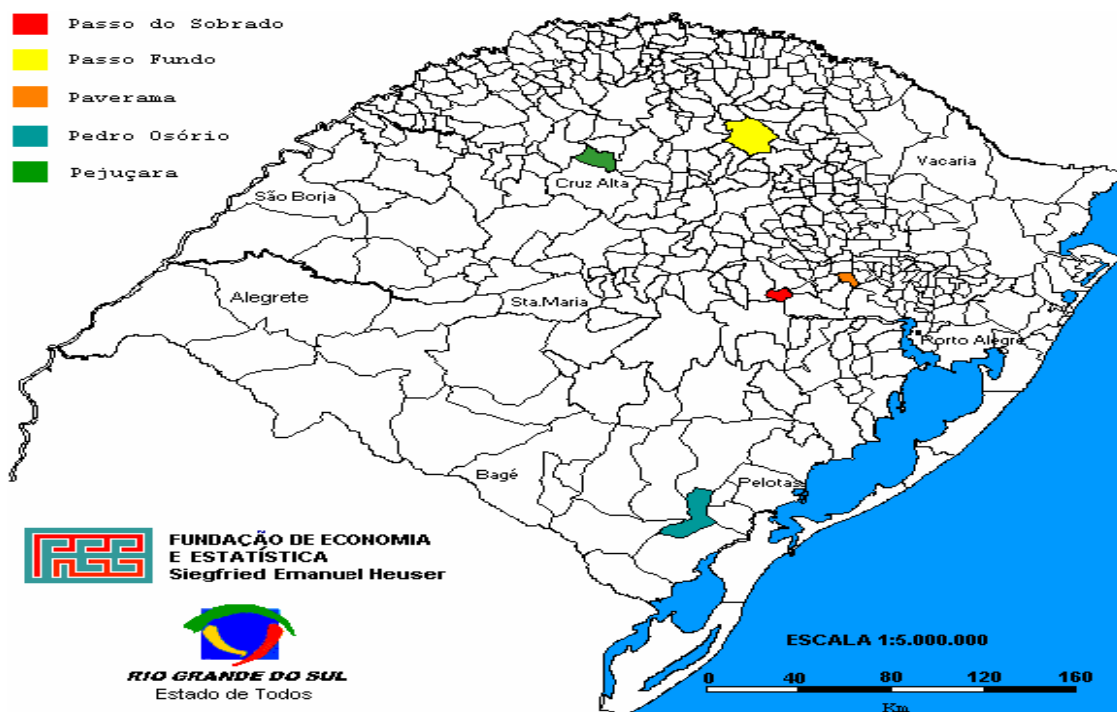 Passo do Sobrado
Passo Fundo
Paverama
Pedro Osório
Pejuçara
Vacaria
Cruz Alta
São Borja
Alegrete
Sta.Maria
Porto Alegre
Bagé
Pelotas
FUNDAÇÃO DE ECONOMIA
E ESTATÍSTICA
Siegfried Emanuel Heuser
RIO GRANDE DO SUL
Estado de Todos
ESCALA 1:5.000.000
0 40 80 120 160
Km